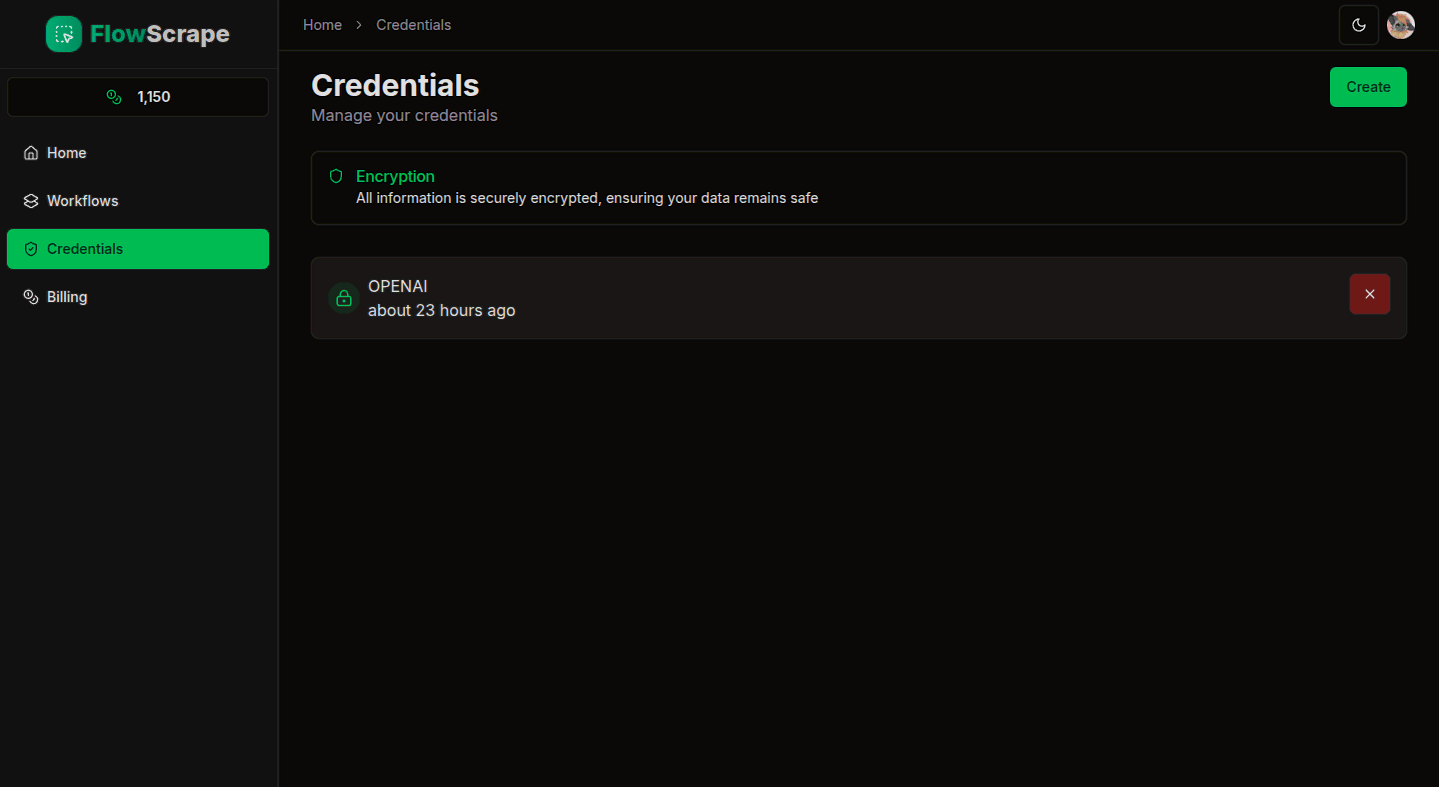 FlowScrape
1,150
Home
Workflows
Credentials
Billing
Home > Credentials
Credentials
Manage your credentials
Create
Encryption
All information is securely encrypted, ensuring your data remains safe
OPENAI
about 23 hours ago